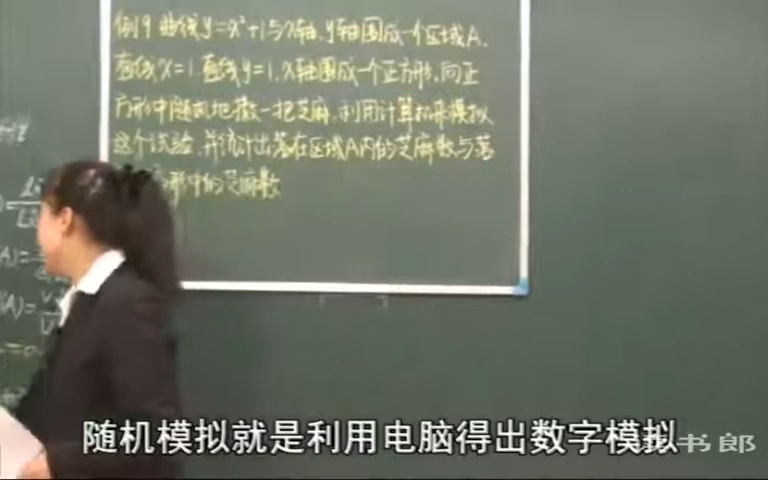 例9 曲线y=x²+1与x轴、y轴围成一个区域A,
直线x=1、直线y=1、x轴围成一个正方形,向正
方形中随机地撒一把芝麻,利用计算机来模拟
这个试验,并统计出落在区域A内的芝麻数与落
形中的芝麻数
(A)=
(A)=
随机模拟就是利用电脑得出数字模拟
书郎